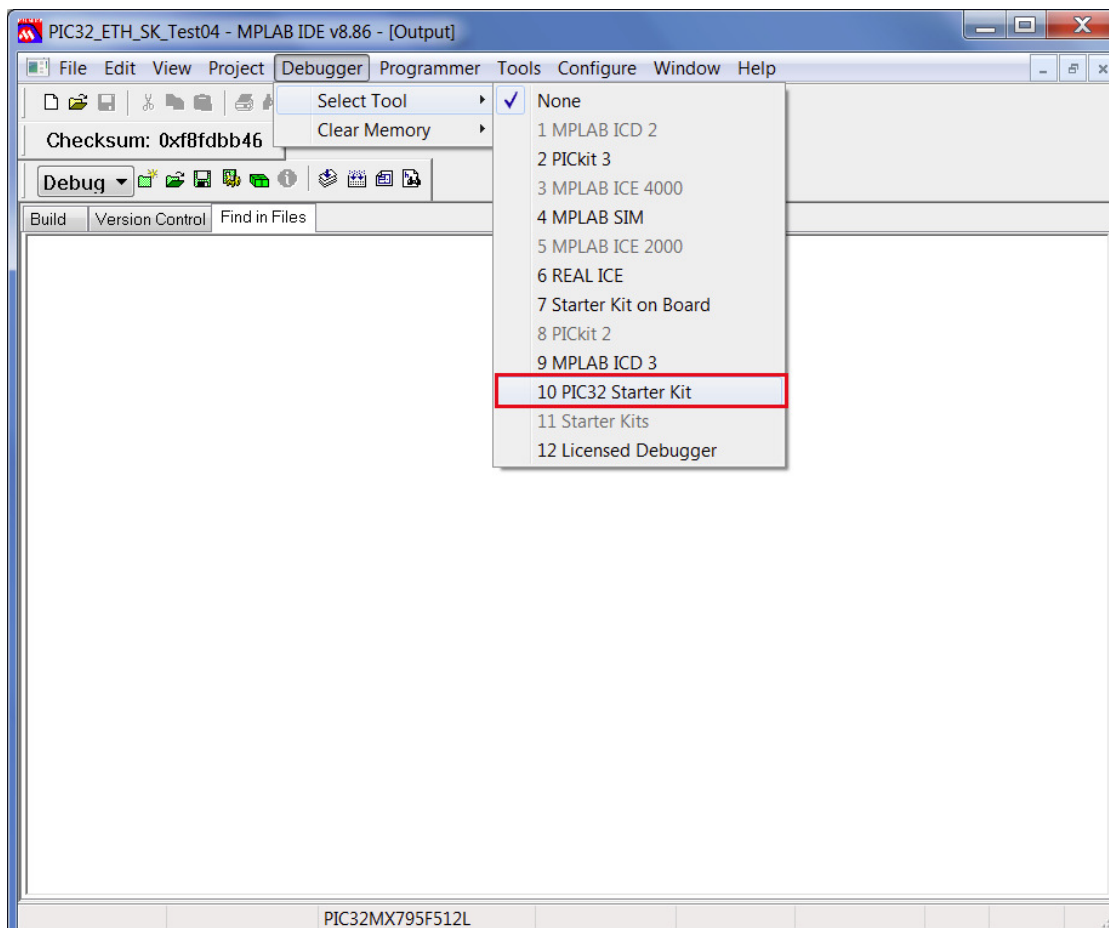 PIC32_ETH_SK_Test04 - MPLAB IDE v8.86 - [Output]
File Edit View Project Debugger Programmer Tools Configure Window Help
Select Tool
Clear Memory
None
1 MPLAB ICD 2
2 PICkit 3
3 MPLAB ICE 4000
4 MPLAB SIM
5 MPLAB ICE 2000
6 REAL ICE
7 Starter Kit on Board
8 PICkit 2
9 MPLAB ICD 3
10 PIC32 Starter Kit
11 Starter Kits
12 Licensed Debugger
Checksum: 0xf8fdbb46
Debug
Build Version Control Find in Files
PIC32MX795F512L